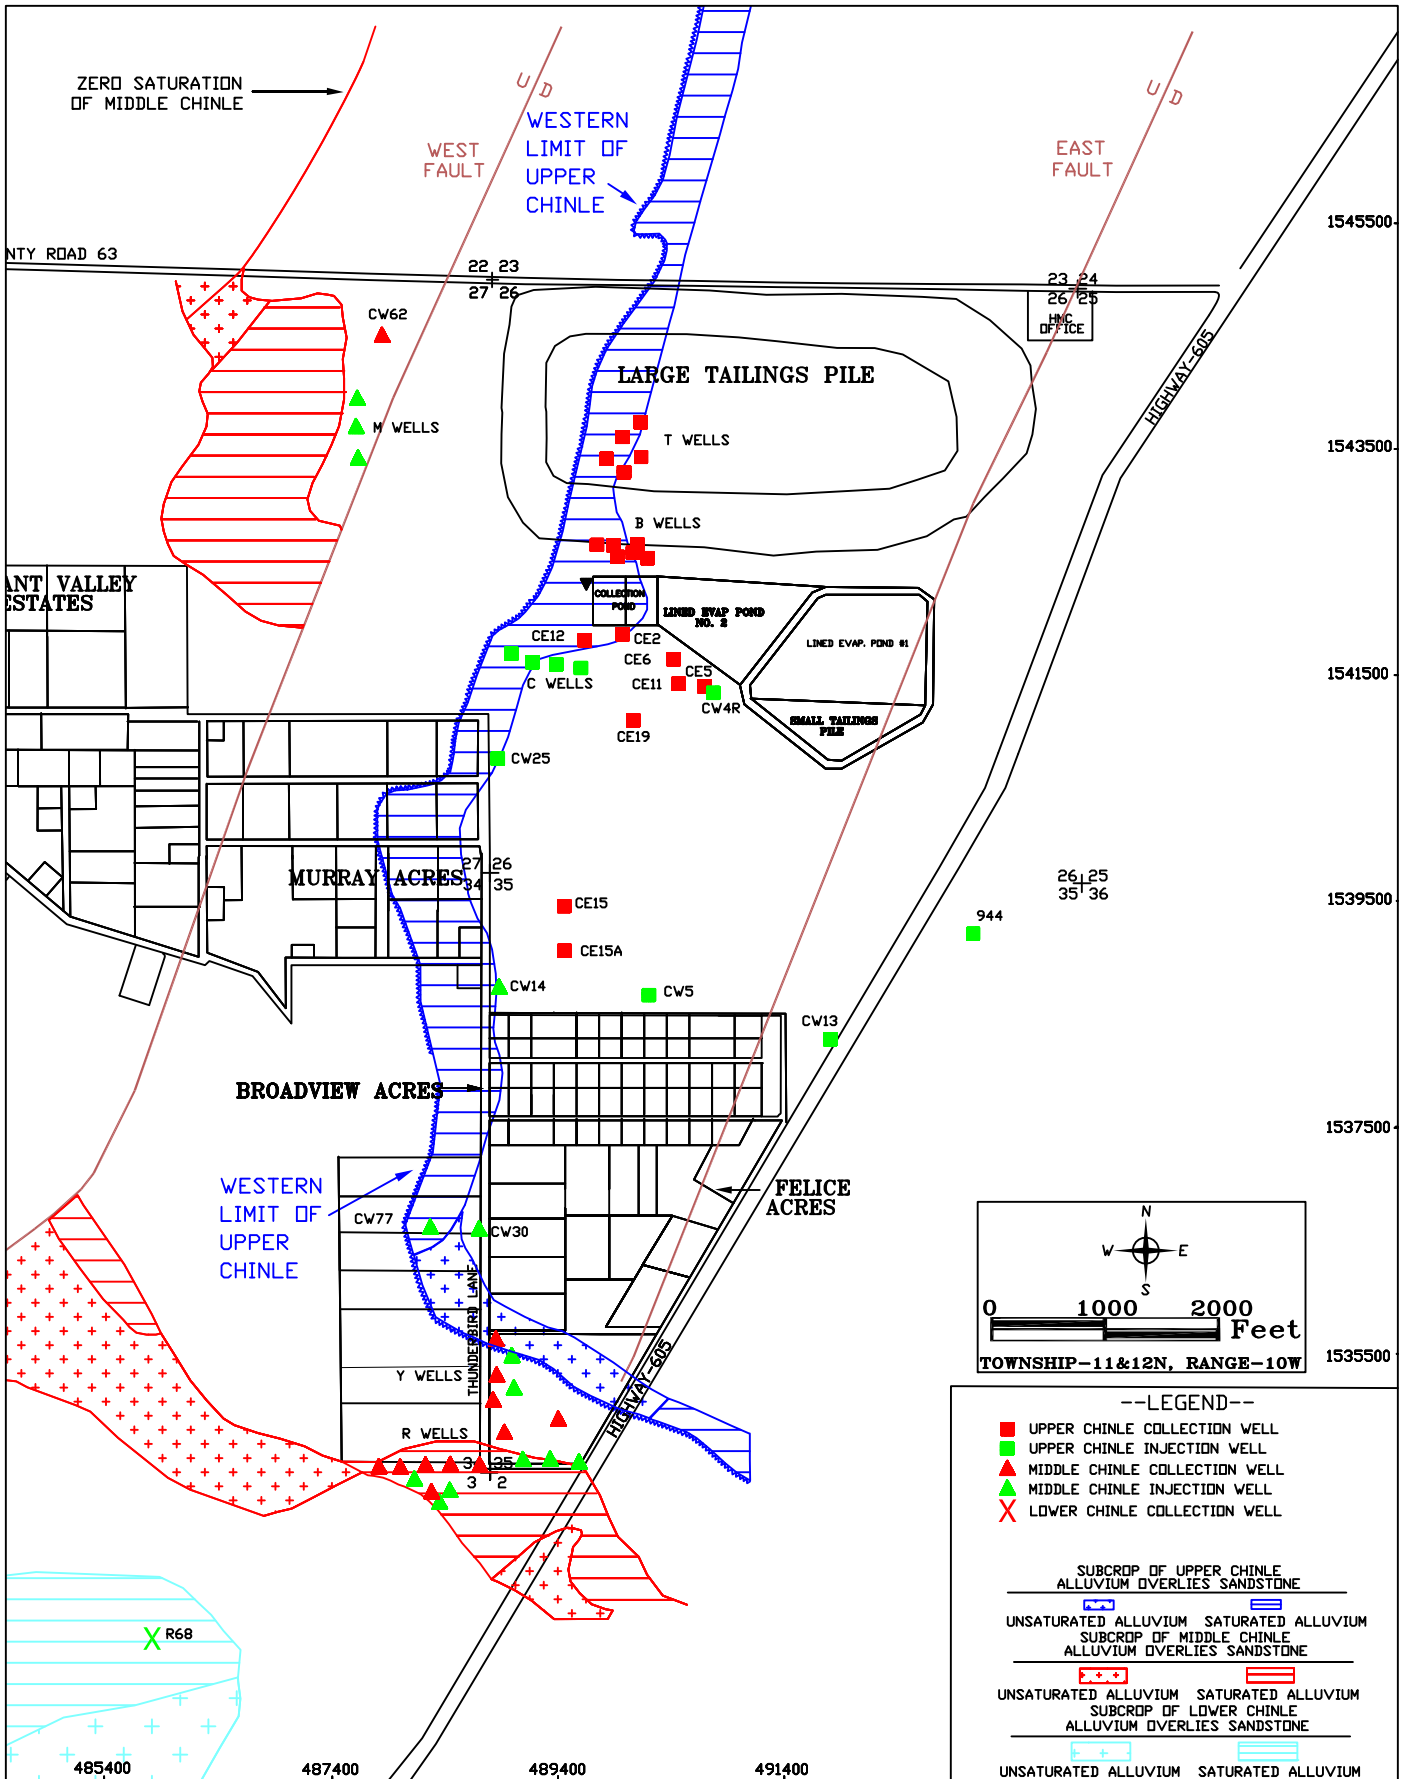 ZERO SATURATION
OF MIDDLE CHINLE
U D
U D
WESTERN
LIMIT OF
UPPER
CHINLE
WEST
FAULT
EAST
FAULT
1545500
NTY ROAD 63
22 23
27 26
23 24
26 25
HMC
OFFICE
CW62
HIGHWAY-605
LARGE TAILINGS PILE
M WELLS
T WELLS
1543500
B WELLS
ANT VALLEY
ESTATES
COLLECTION
POND
LINED EVAP POND
NO. 2
LINED EVAP. POND #1
CE12
CE2
CE6
CE5
C WELLS
CE11
1541500
CW4R
SMALL TAILINGS
PILE
CE19
CW25
27 26
34 35
MURRAY ACRES
26 25
35 36
CE15
1539500
944
CE15A
CW14
CW5
CW13
BROADVIEW ACRES
1537500
WESTERN
LIMIT OF
UPPER
CHINLE
FELICE
ACRES
CW77
CW30
THUNDERBIRD LANE
N
W E
S
0 1000 2000
Feet
TOWNSHIP-11&12N, RANGE-10W
1535500
Y WELLS
HIGHWAY-605
R WELLS
3 35
3 2
--LEGEND--
UPPER CHINLE COLLECTION WELL
UPPER CHINLE INJECTION WELL
MIDDLE CHINLE COLLECTION WELL
MIDDLE CHINLE INJECTION WELL
X LOWER CHINLE COLLECTION WELL
SUBCROP OF UPPER CHINLE
ALLUVIUM OVERLIES SANDSTONE
UNSATURATED ALLUVIUM SATURATED ALLUVIUM
SUBCROP OF MIDDLE CHINLE
ALLUVIUM OVERLIES SANDSTONE
UNSATURATED ALLUVIUM SATURATED ALLUVIUM
SUBCROP OF LOWER CHINLE
ALLUVIUM OVERLIES SANDSTONE
UNSATURATED ALLUVIUM SATURATED ALLUVIUM
X R68
485400
487400
489400
491400